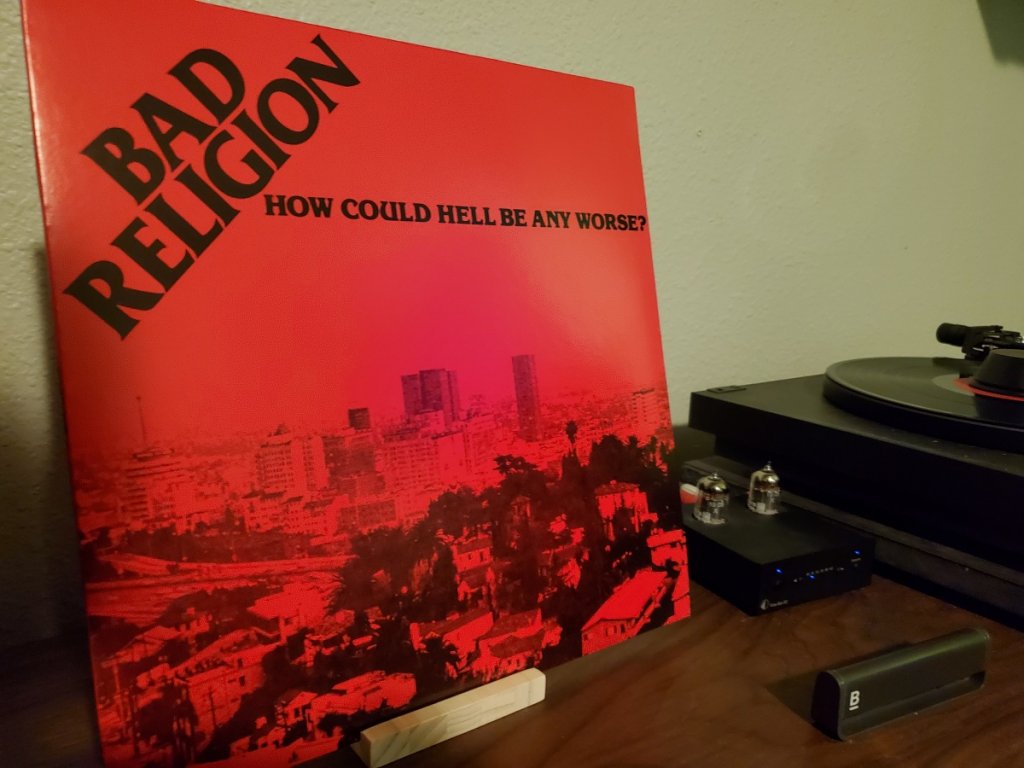 BAD
RELIGION
HOW COULD HELL BE ANY WORSE?
B